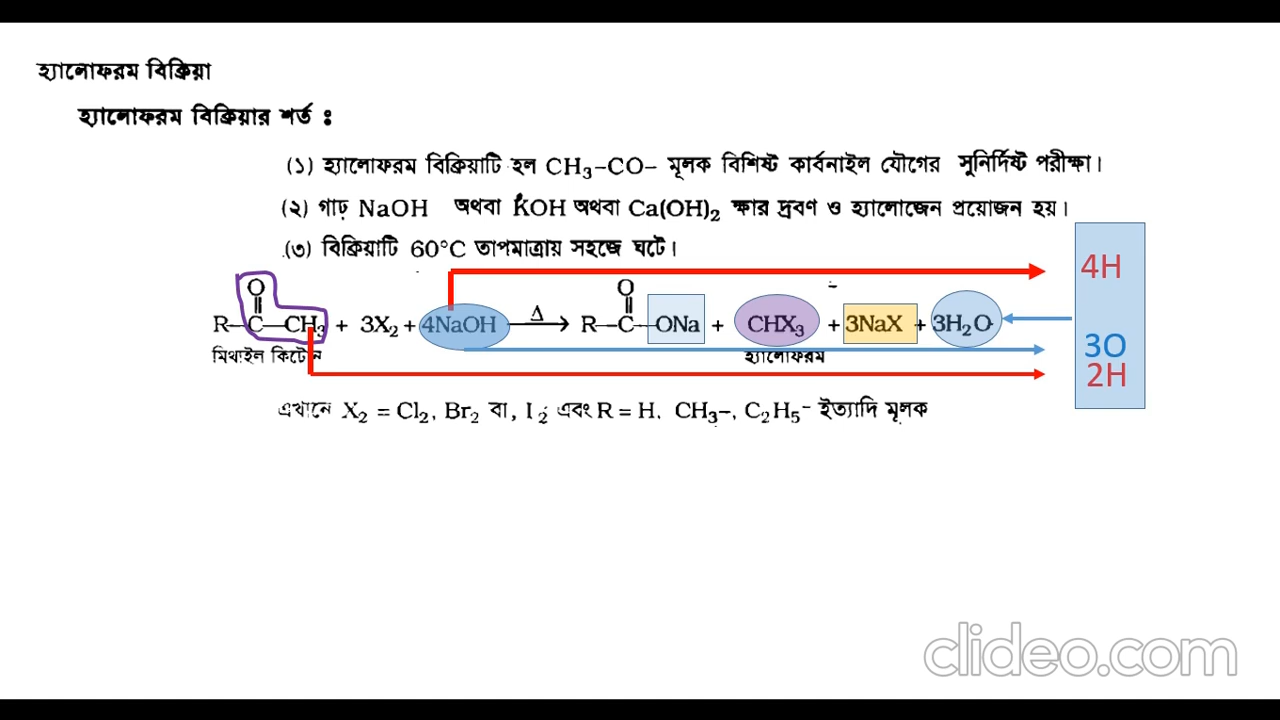 হ্যালোফরম বিক্রিয়া
হ্যালোফরম বিক্রিয়ার শর্ত ঃ
(১) হ্যালোফরম বিক্রিয়াটি হল CH₃–CO– মূলক বিশিষ্ট কার্বনাইল যৌগের সুনির্দিষ্ট পরীক্ষা।
(২) গাঢ় NaOH অথবা KOH অথবা Ca(OH)₂ ক্ষার দ্রবণ ও হ্যালোজেন প্রয়োজন হয়।
(৩) বিক্রিয়াটি 60°C তাপমাত্রায় সহজে ঘটে।
4H
O O
R–C–CH₃ + 3X₂ + 4NaOH Δ→ R–C–ONa + CHX₃ + 3NaX + 3H₂O
মিথাইল কিটোন হ্যালোফরম
3O
2H
এখানে X₂ = Cl₂, Br₂ বা, I₂ এবং R = H, CH₃–, C₂H₅– ইত্যাদি মূলক
clideo.com